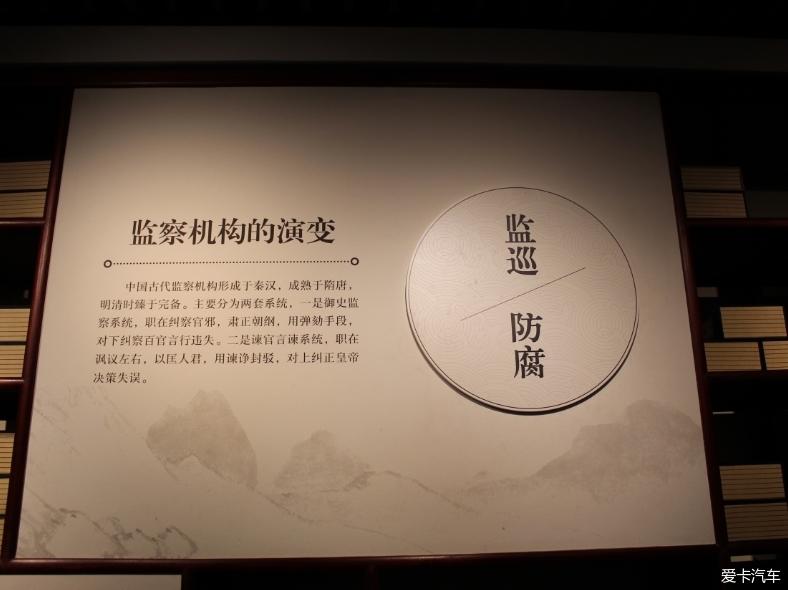 监察机构的演变
中国古代监察机构形成于秦汉，成熟于隋唐，
明清时臻于完备。主要分为两套系统，一是御史监
察系统，职在纠察官邪，肃正朝纲，用弹劾手段，
对下纠察百官言行违失。二是谏官言谏系统，职在
讽议左右，以匡人君，用谏诤封驳，对上纠正皇帝
决策失误。
监巡
防腐
爱卡汽车